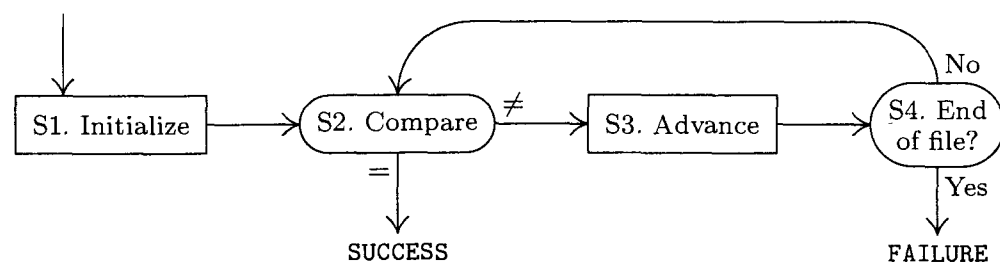 No
S1. Initialize
S2. Compare
≠
S3. Advance
S4. End
of file?
=
Yes
SUCCESS
FAILURE